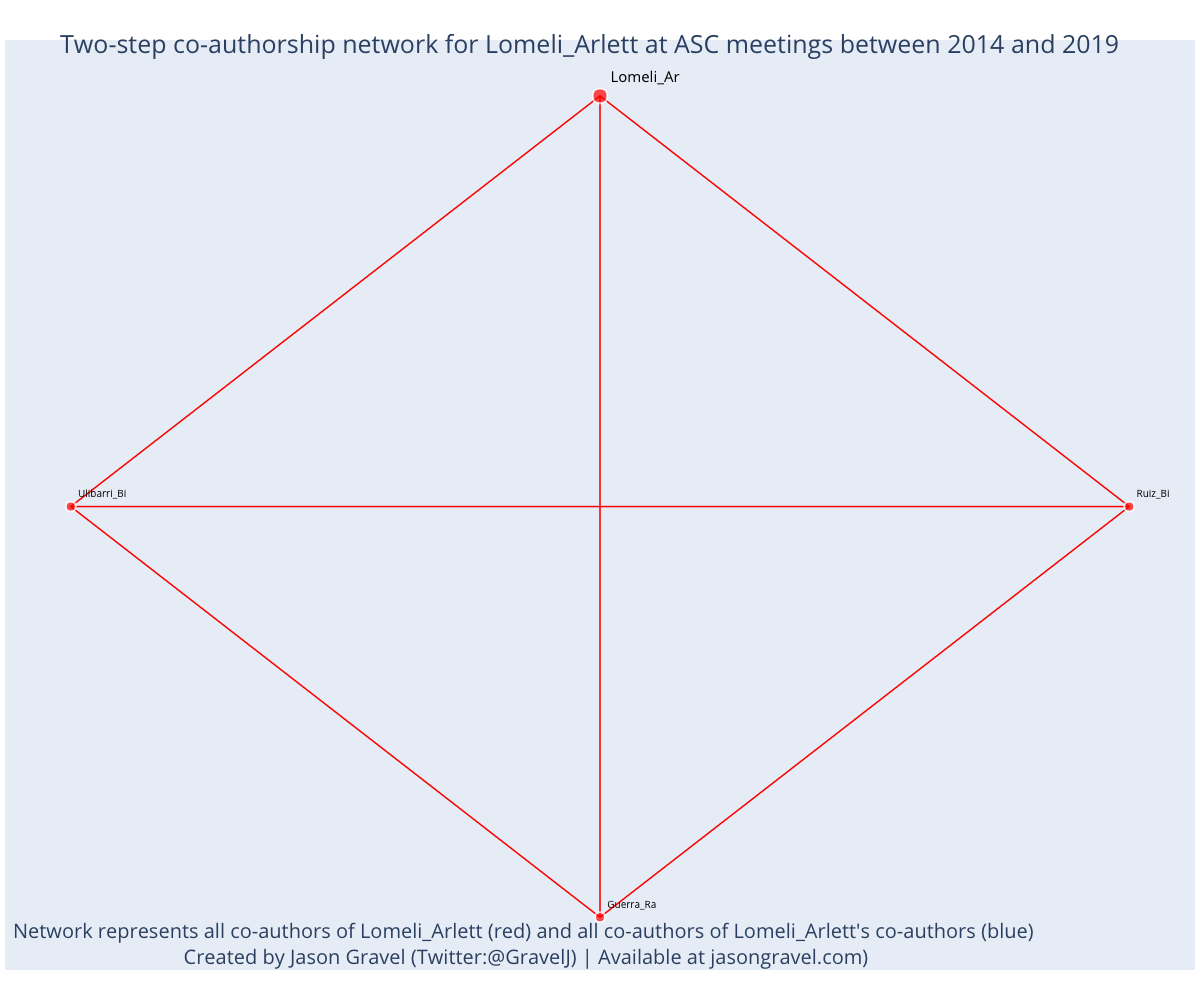 Two-step co-authorship network for Lomeli_Arlett at ASC meetings between 2014 and 2019
Lomeli_Ar
Ulibarri_Bi
Ruiz_Bi
Guerra_Ra
Network represents all co-authors of Lomeli_Arlett (red) and all co-authors of Lomeli_Arlett's co-authors (blue)
Created by Jason Gravel (Twitter:@GravelJ) | Available at jasongravel.com)